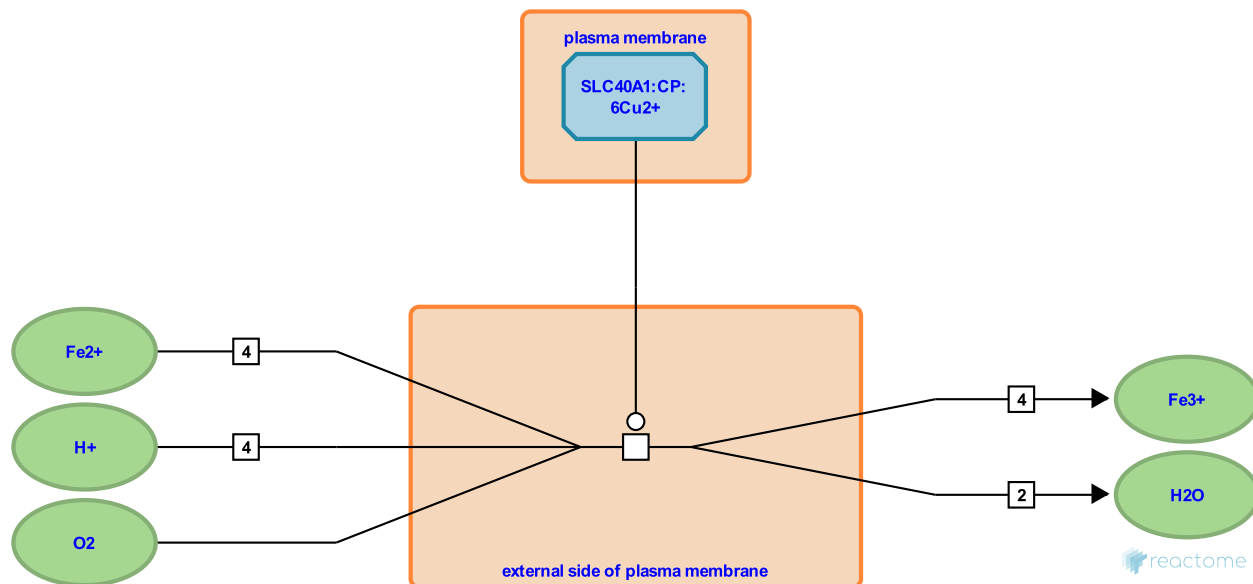 plasma membrane
SLC40A1:CP:
6Cu2+
Fe2+
4
H+
4
O2
4
Fe3+
2
H2O
external side of plasma membrane
reactome